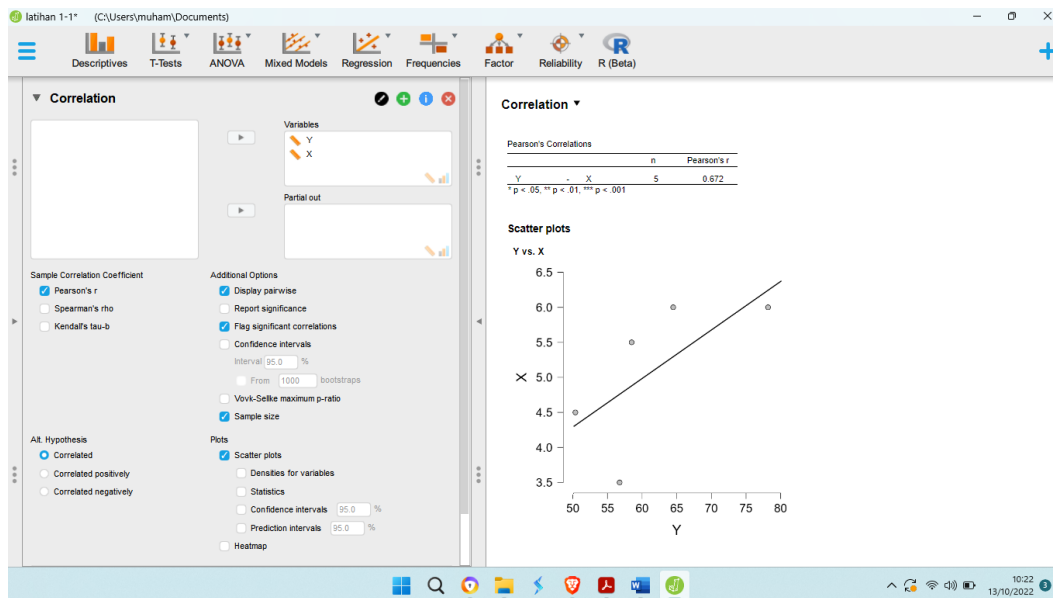 latihan 1-1* (C:\Users\muham\Documents)
Descriptives T-Tests ANOVA Mixed Models Regression Frequencies Factor Reliability R (Beta)
Correlation
Variables
Y
X
Partial out
Sample Correlation Coefficient
Pearson's r
Spearman's rho
Kendall's tau-b
Additional Options
Display pairwise
Report significance
Flag significant correlations
Confidence intervals
Interval 95.0 %
From 1000 bootstraps
Vovk-Sellke maximum p-ratio
Sample size
Alt. Hypothesis
Correlated
Correlated positively
Correlated negatively
Plots
Scatter plots
Densities for variables
Statistics
Confidence intervals 95.0 %
Prediction intervals 95.0 %
Heatmap
Correlation
Pearson's Correlations
n Pearson's r
Y - X 5 0.672
* p < .05, ** p < .01, *** p < .001
Scatter plots
Y vs. X
6.5
6.0
5.5
5.0
4.5
4.0
3.5
X
50 55 60 65 70 75 80
Y
10:22
13/10/2022
3